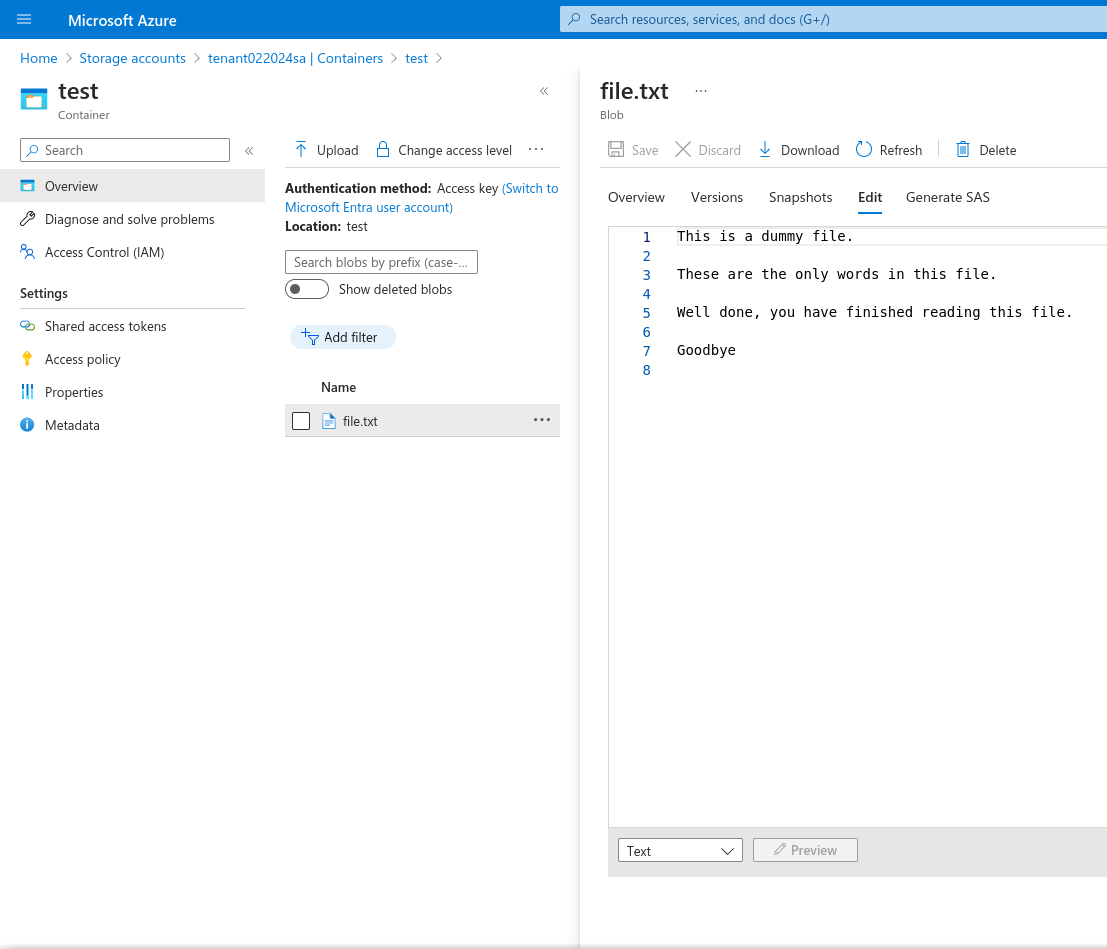 Microsoft Azure
Search resources, services, and docs (G+/)
Home > Storage accounts > tenant022024sa | Containers > test >
test
Container
Search
Overview
Diagnose and solve problems
Access Control (IAM)
Settings
Shared access tokens
Access policy
Properties
Metadata
Upload Change access level ...
Authentication method: Access key (Switch to
Microsoft Entra user account)
Location: test
Search blobs by prefix (case-...
Show deleted blobs
Add filter
Name
file.txt ...
file.txt ...
Blob
Save Discard Download Refresh Delete
Overview Versions Snapshots Edit Generate SAS
1 This is a dummy file.
2
3 These are the only words in this file.
4
5 Well done, you have finished reading this file.
6
7 Goodbye
8
Text Preview